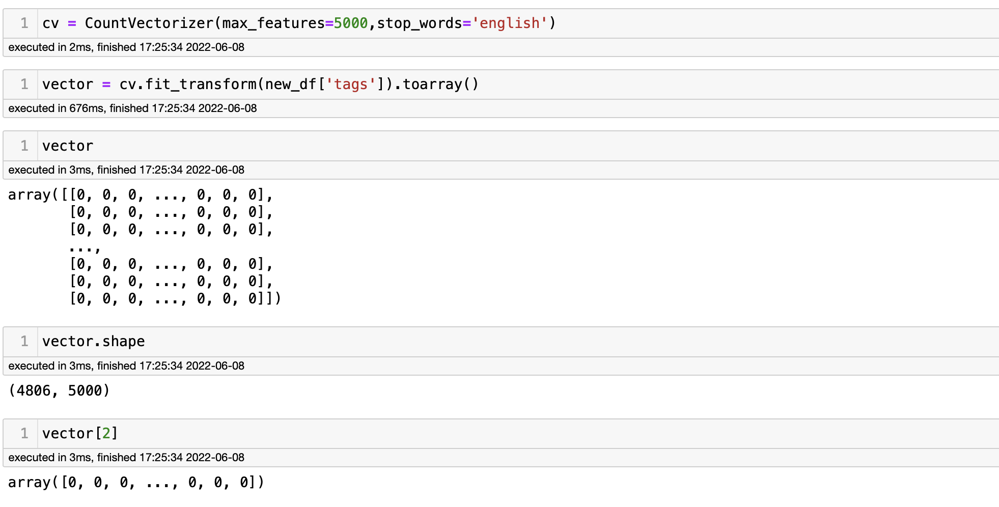 1 cv = CountVectorizer(max_features=5000,stop_words='english')
executed in 2ms, finished 17:25:34 2022-06-08
1 vector = cv.fit_transform(new_df['tags']).toarray()
executed in 676ms, finished 17:25:34 2022-06-08
1 vector
executed in 3ms, finished 17:25:34 2022-06-08
array([[0, 0, 0, ..., 0, 0, 0],
       [0, 0, 0, ..., 0, 0, 0],
       [0, 0, 0, ..., 0, 0, 0],
       ...,
       [0, 0, 0, ..., 0, 0, 0],
       [0, 0, 0, ..., 0, 0, 0],
       [0, 0, 0, ..., 0, 0, 0]])
1 vector.shape
executed in 3ms, finished 17:25:34 2022-06-08
(4806, 5000)
1 vector[2]
executed in 3ms, finished 17:25:34 2022-06-08
array([0, 0, 0, ..., 0, 0, 0])